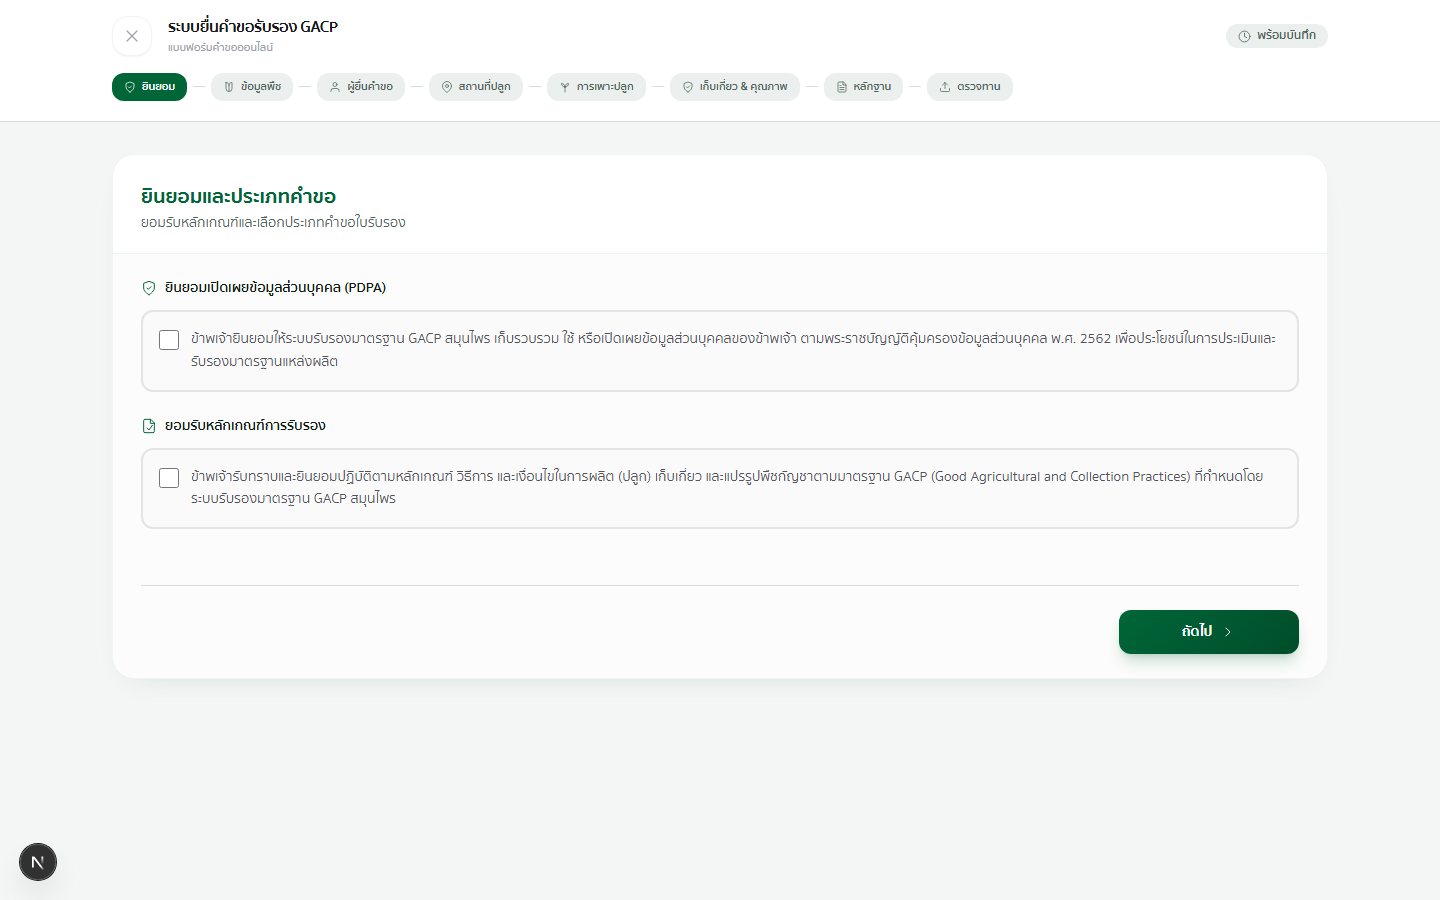 ระบบยื่นคำขอรับรอง GACP
แบบฟอร์มคำขอออนไลน์
พร้อมบันทึก
ยินยอม
ข้อมูลพืช
ผู้ยื่นคำขอ
สถานที่ปลูก
การเพาะปลูก
เก็บเกี่ยว & คุณภาพ
หลักฐาน
ตรวจทาน
ยินยอมและประเภทคำขอ
ยอมรับหลักเกณฑ์และเลือกประเภทคำขอใบรับรอง
ยินยอมเปิดเผยข้อมูลส่วนบุคคล (PDPA)
ข้าพเจ้ายินยอมให้ระบบรับรองมาตรฐาน GACP สมุนไพร เก็บรวบรวม ใช้ หรือเปิดเผยข้อมูลส่วนบุคคลของข้าพเจ้า ตามพระราชบัญญัติคุ้มครองข้อมูลส่วนบุคคล พ.ศ. 2562 เพื่อประโยชน์ในการประเมินและ
รับรองมาตรฐานแหล่งผลิต
ยอมรับหลักเกณฑ์การรับรอง
ข้าพเจ้ารับทราบและยินยอมปฏิบัติตามหลักเกณฑ์ วิธีการ และเงื่อนไขในการผลิต (ปลูก) เก็บเกี่ยว และแปรรูปพืชกัญชาตามมาตรฐาน GACP (Good Agricultural and Collection Practices) ที่กำหนดโดย
ระบบรับรองมาตรฐาน GACP สมุนไพร
ถัดไป
N